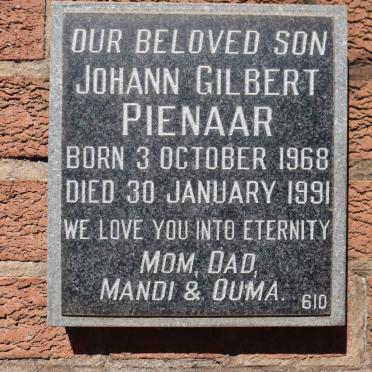 OUR BELOVED SON
JOHANN GILBERT
PIENAAR
BORN 3 OCTOBER 1968
DIED 30 JANUARY 1991
WE LOVE YOU INTO ETERNITY
MOM, DAD,
MANDI & OUMA.
610